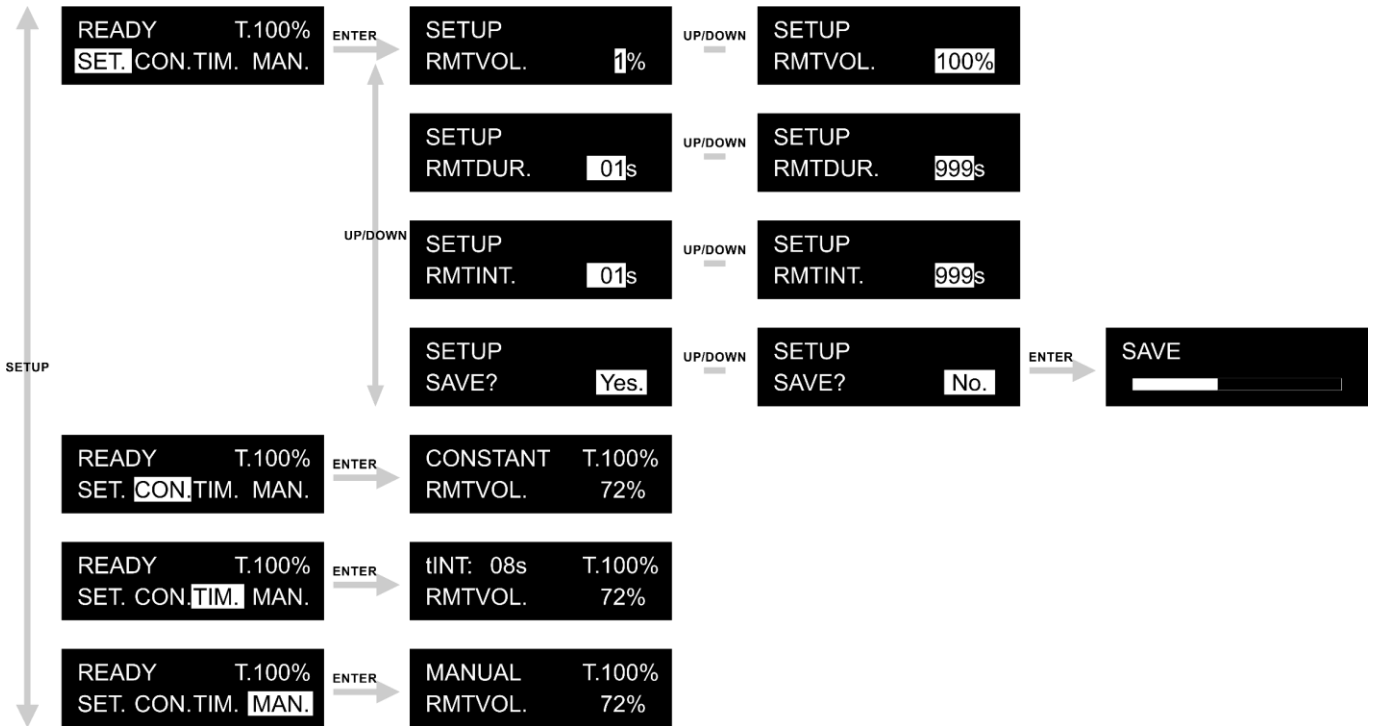 READY T.100%
SET. CON.TIM. MAN.
ENTER
SETUP
RMTVOL. 1%
UP/DOWN
SETUP
RMTVOL. 100%
SETUP
RMTDUR. 01s
UP/DOWN
SETUP
RMTDUR. 999s
UP/DOWN
SETUP
RMTINT. 01s
UP/DOWN
SETUP
RMTINT. 999s
SETUP
SETUP
SAVE? Yes.
UP/DOWN
SETUP
SAVE? No.
ENTER
SAVE
READY T.100%
SET. CON.TIM. MAN.
ENTER
CONSTANT T.100%
RMTVOL. 72%
READY T.100%
SET. CON.TIM. MAN.
ENTER
tINT: 08s T.100%
RMTVOL. 72%
READY T.100%
SET. CON.TIM. MAN.
ENTER
MANUAL T.100%
RMTVOL. 72%